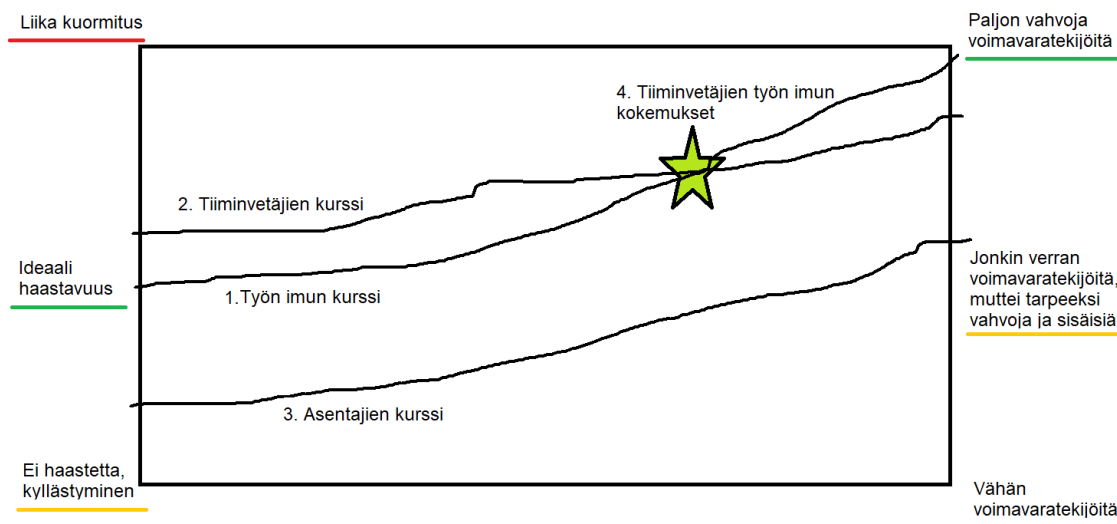 Liika kuormitus
Paljon vahvoja
voimavaratekijöitä
4. Tiiminvetäjien työn imun
kokemukset
2. Tiiminvetäjien kurssi
Ideaali
haastavuus
1.Työn imun kurssi
Jonkin verran
voimavaratekijöitä,
muttei tarpeeksi
vahvoja ja sisäisiä
3. Asentajien kurssi
Ei haastetta,
kyllästyminen
Vähän
voimavaratekijöitä